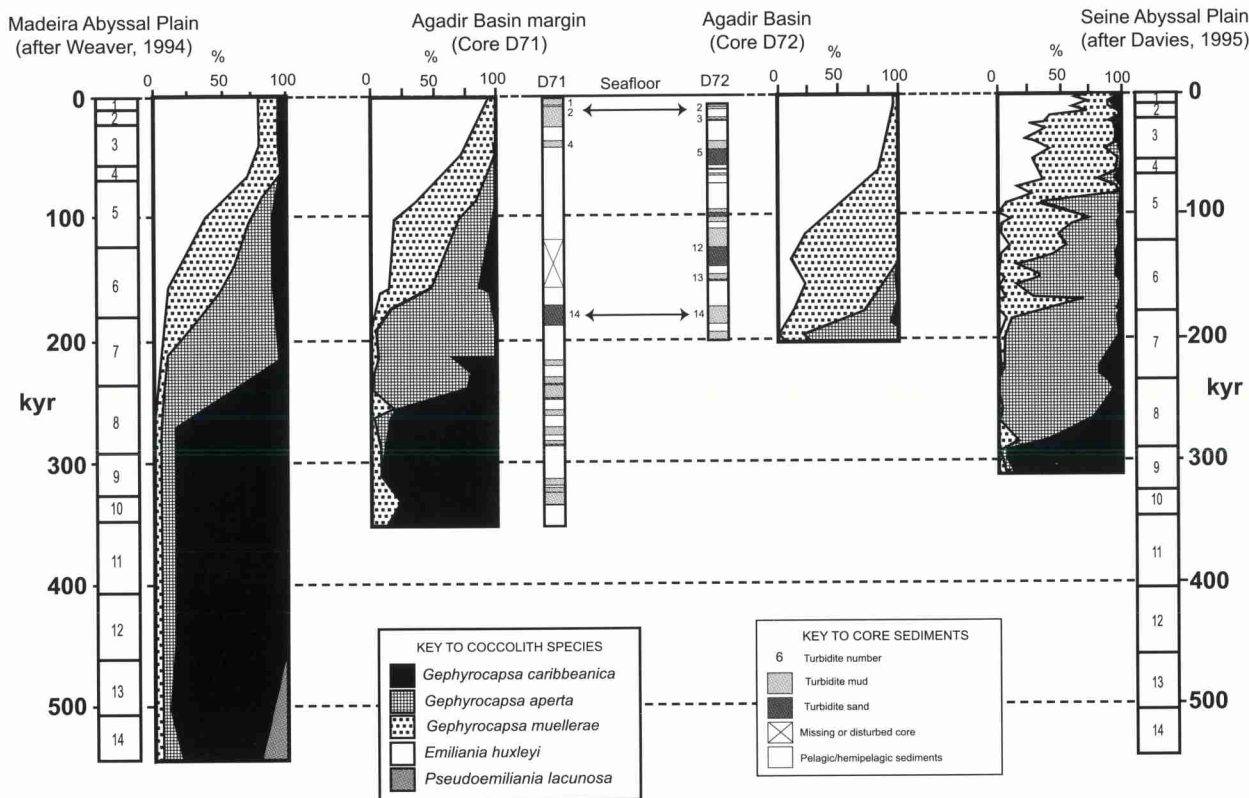 Madeira Abyssal Plain
(after Weaver, 1994)
%
0 50 100
Agadir Basin margin
(Core D71)
%
0 50 100
D71
Seafloor
Agadir Basin
(Core D72)
D72
%
0 50 100
Seine Abyssal Plain
(after Davies, 1995)
%
0 50 100
0
100
200
kyr
300
400
500
1
2
3
4
5
6
7
8
9
10
11
12
13
14
1
2
4
14
2
3
5
12
13
14
1
2
3
4
5
6
7
8
9
10
11
12
13
14
0
100
200
kyr
300
400
500
KEY TO COCCOLITH SPECIES
Gephyrocapsa caribbeanica
Gephyrocapsa aperta
Gephyrocapsa muellerae
Emiliania huxleyi
Pseudoemiliania lacunosa
KEY TO CORE SEDIMENTS
6 Turbidite number
Turbidite mud
Turbidite sand
Missing or disturbed core
Pelagic/hemipelagic sediments